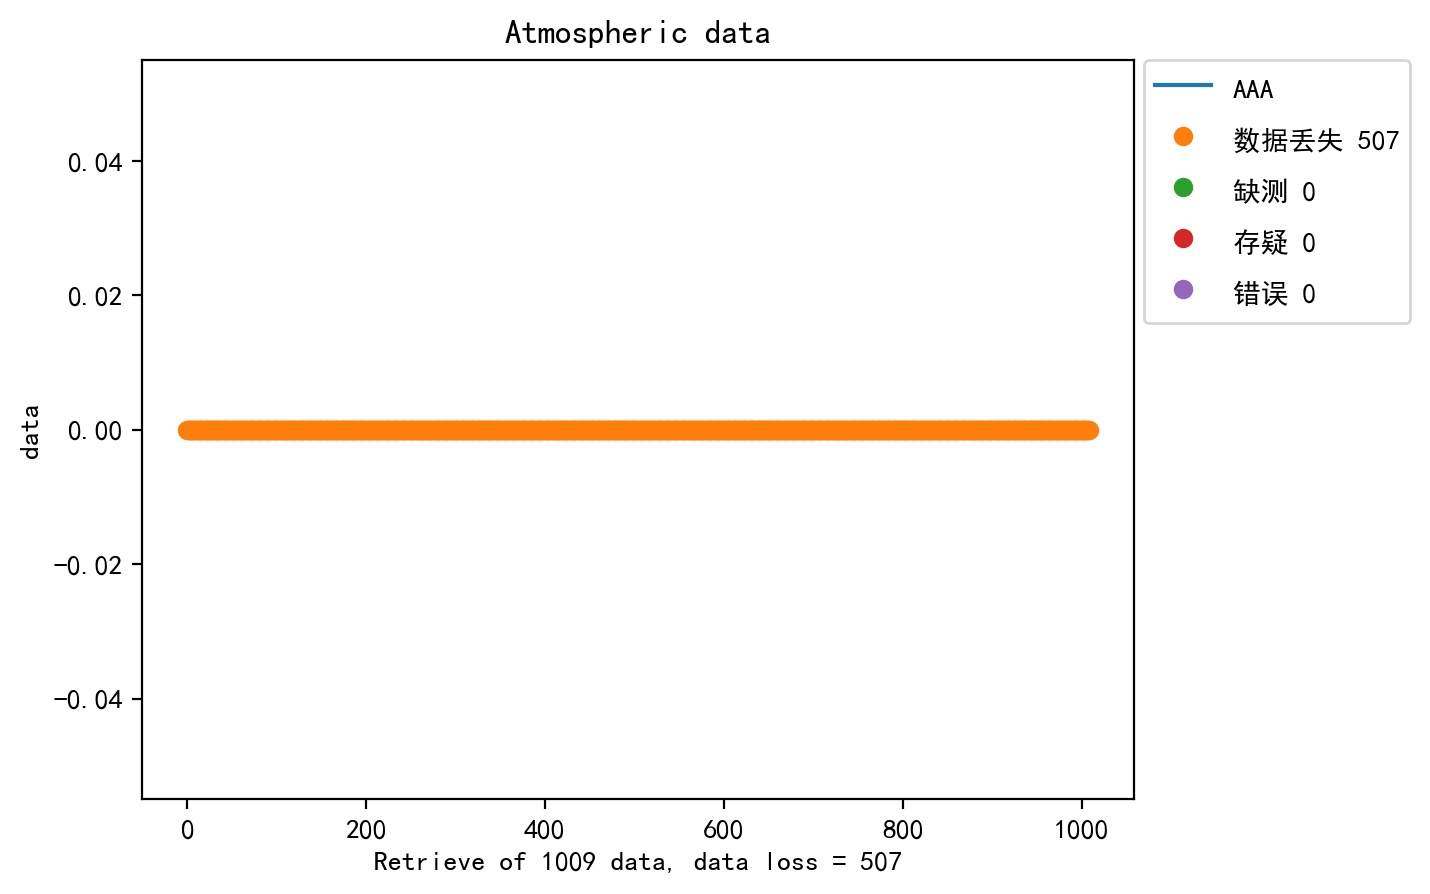 Atmospheric data
AAA
数据丢失 507
缺测 0
存疑 0
错误 0
data
0.04
0.02
0.00
-0.02
-0.04
0 200 400 600 800 1000
Retrieve of 1009 data, data loss = 507